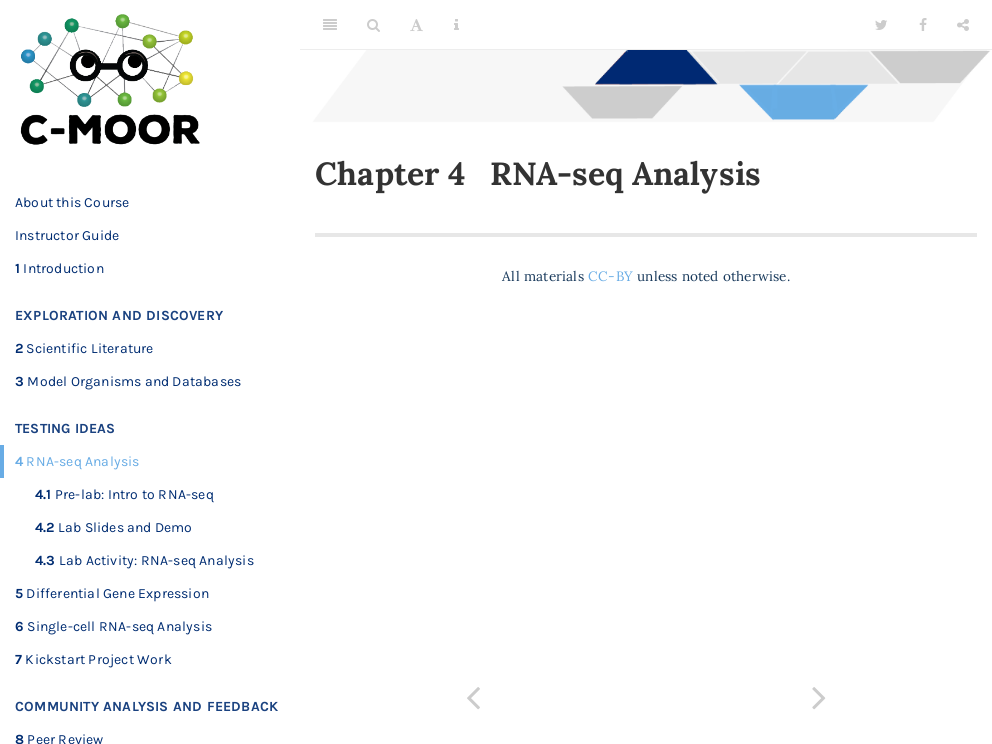 C-MOOR
About this Course
Instructor Guide
1 Introduction
EXPLORATION AND DISCOVERY
2 Scientific Literature
3 Model Organisms and Databases
TESTING IDEAS
4 RNA-seq Analysis
4.1 Pre-lab: Intro to RNA-seq
4.2 Lab Slides and Demo
4.3 Lab Activity: RNA-seq Analysis
5 Differential Gene Expression
6 Single-cell RNA-seq Analysis
7 Kickstart Project Work
COMMUNITY ANALYSIS AND FEEDBACK
8 Peer Review
A
Chapter 4 RNA-seq Analysis
All materials CC-BY unless noted otherwise.